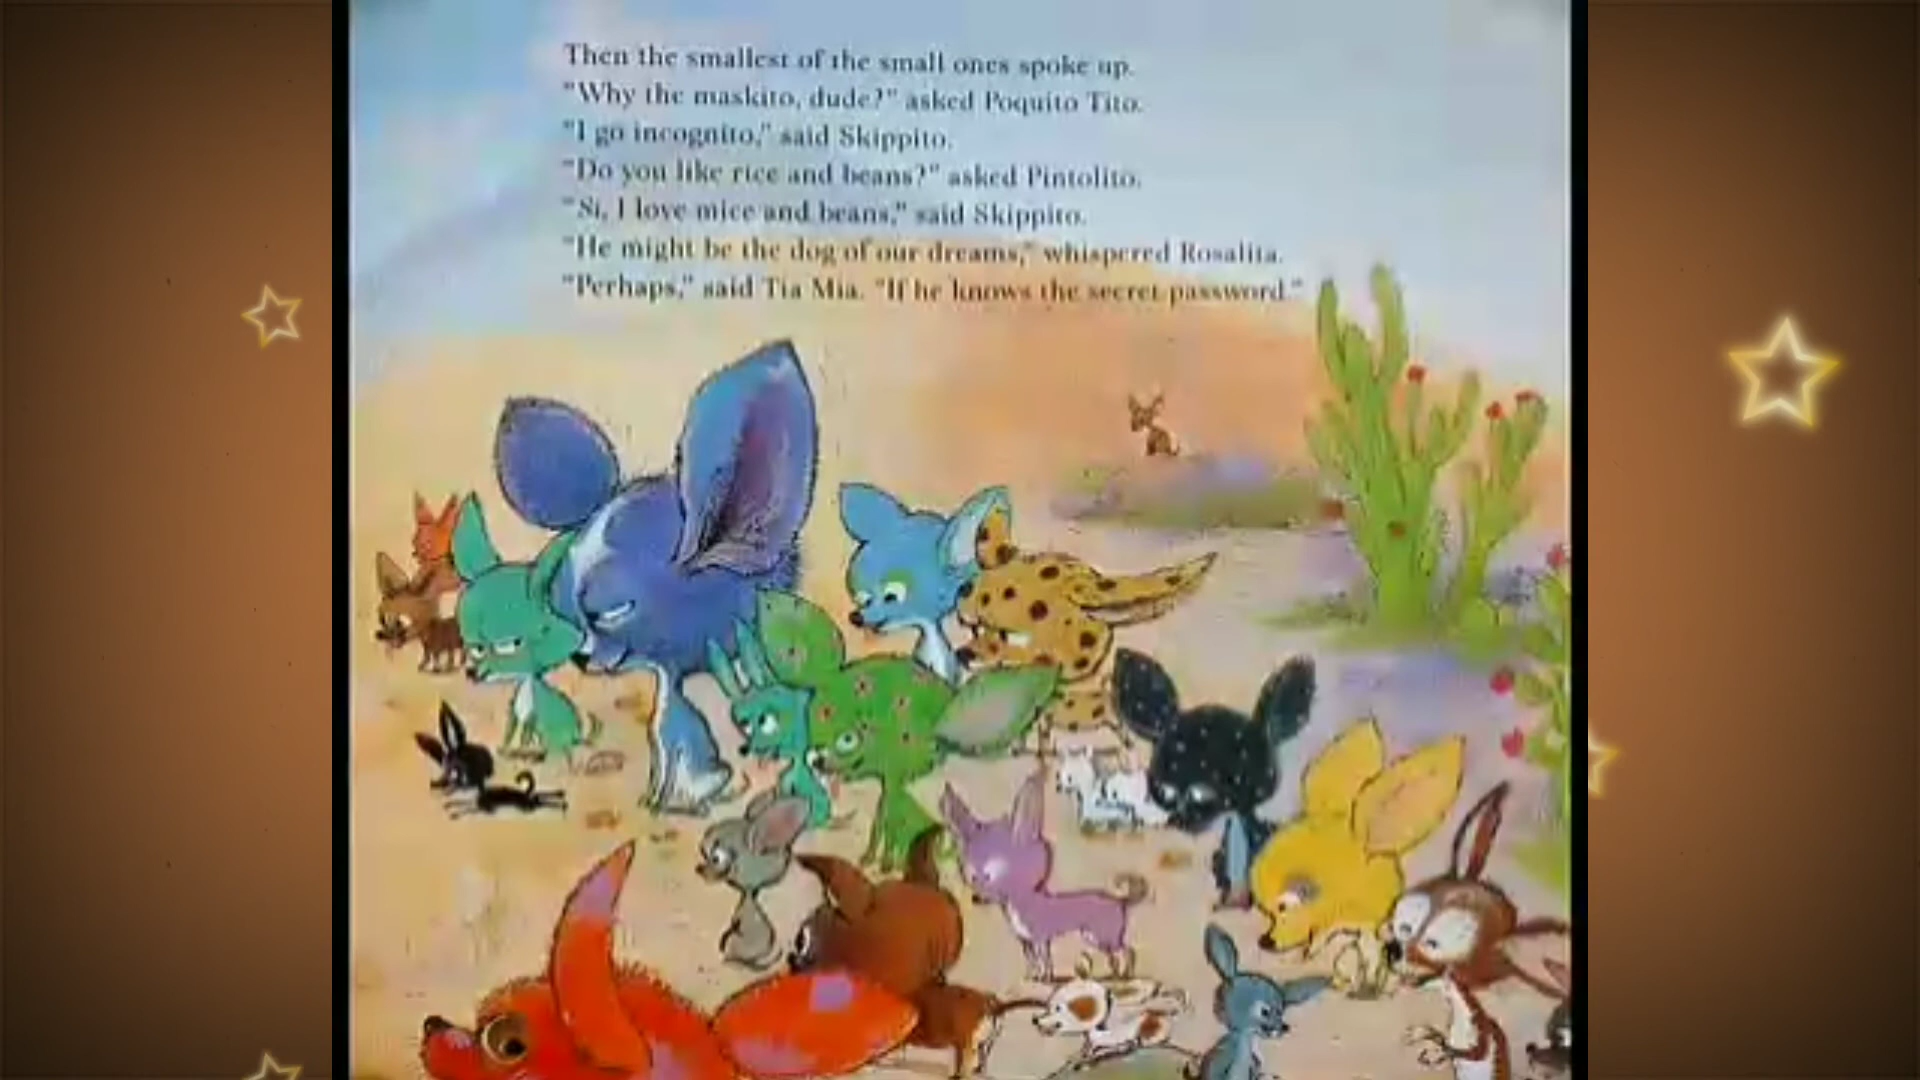 Then the smallest of the small ones spoke up.
"Why the maskito, dude?" asked Poquito Tito.
"I go incognito," said Skippito.
"Do you like rice and beans?" asked Pintolito.
"Si, I love mice and beans," said Skippito.
"He might be the dog of our dreams," whispered Rosalita.
"Perhaps," said Tia Mia. "If he knows the secret password."